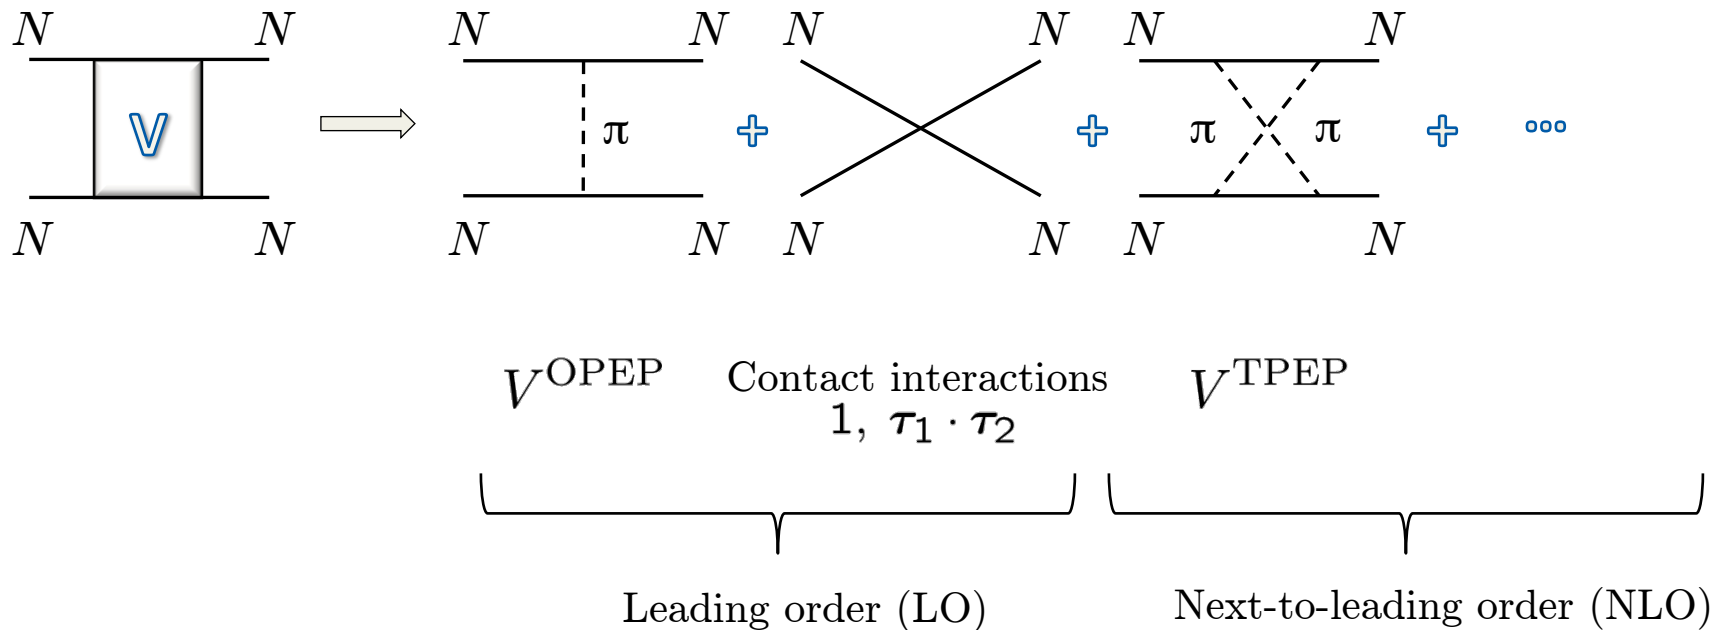 N N N N N N N N
V π + + π π + ∘∘∘
N N N N N N N N
V^OPEP Contact interactions V^TPEP
1, τ₁ · τ₂
Leading order (LO) Next-to-leading order (NLO)